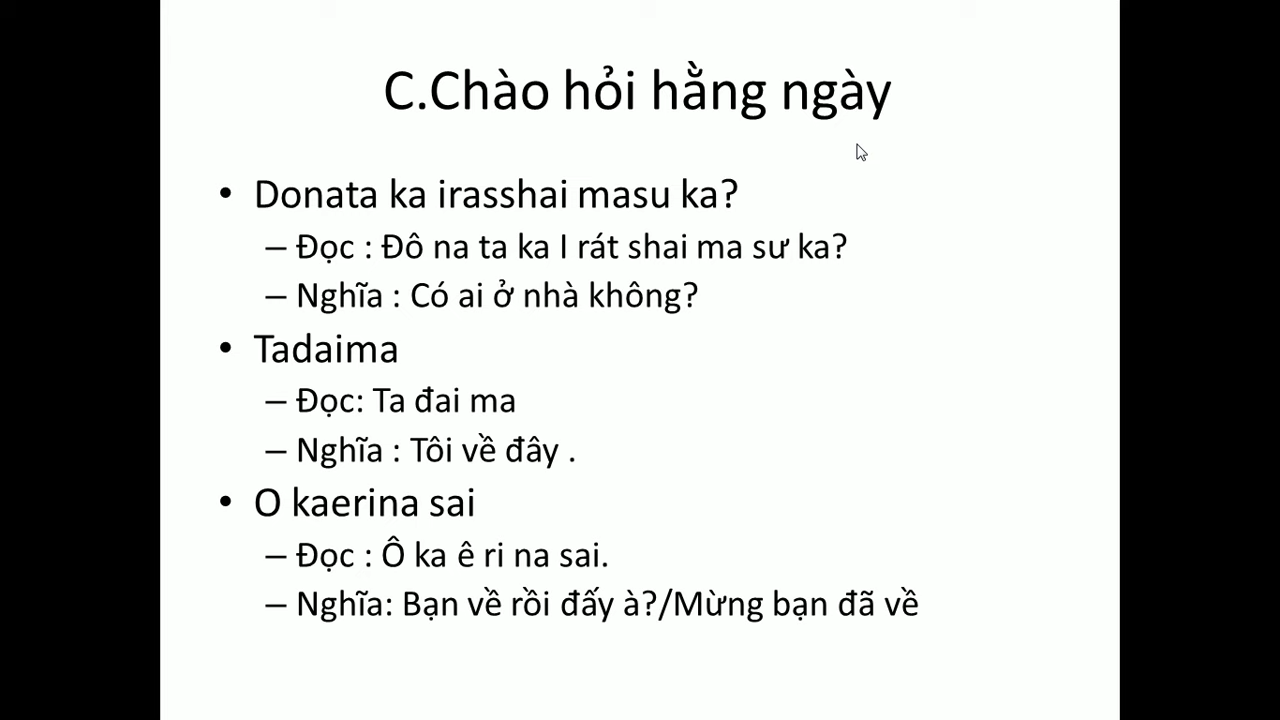 C.Chào hỏi hằng ngày
• Donata ka irasshai masu ka?
– Đọc : Đô na ta ka I rát shai ma sư ka?
– Nghĩa : Có ai ở nhà không?
• Tadaima
– Đọc: Ta đai ma
– Nghĩa : Tôi về đây .
• O kaerina sai
– Đọc : Ô ka ê ri na sai.
– Nghĩa: Bạn về rồi đấy à?/Mừng bạn đã về